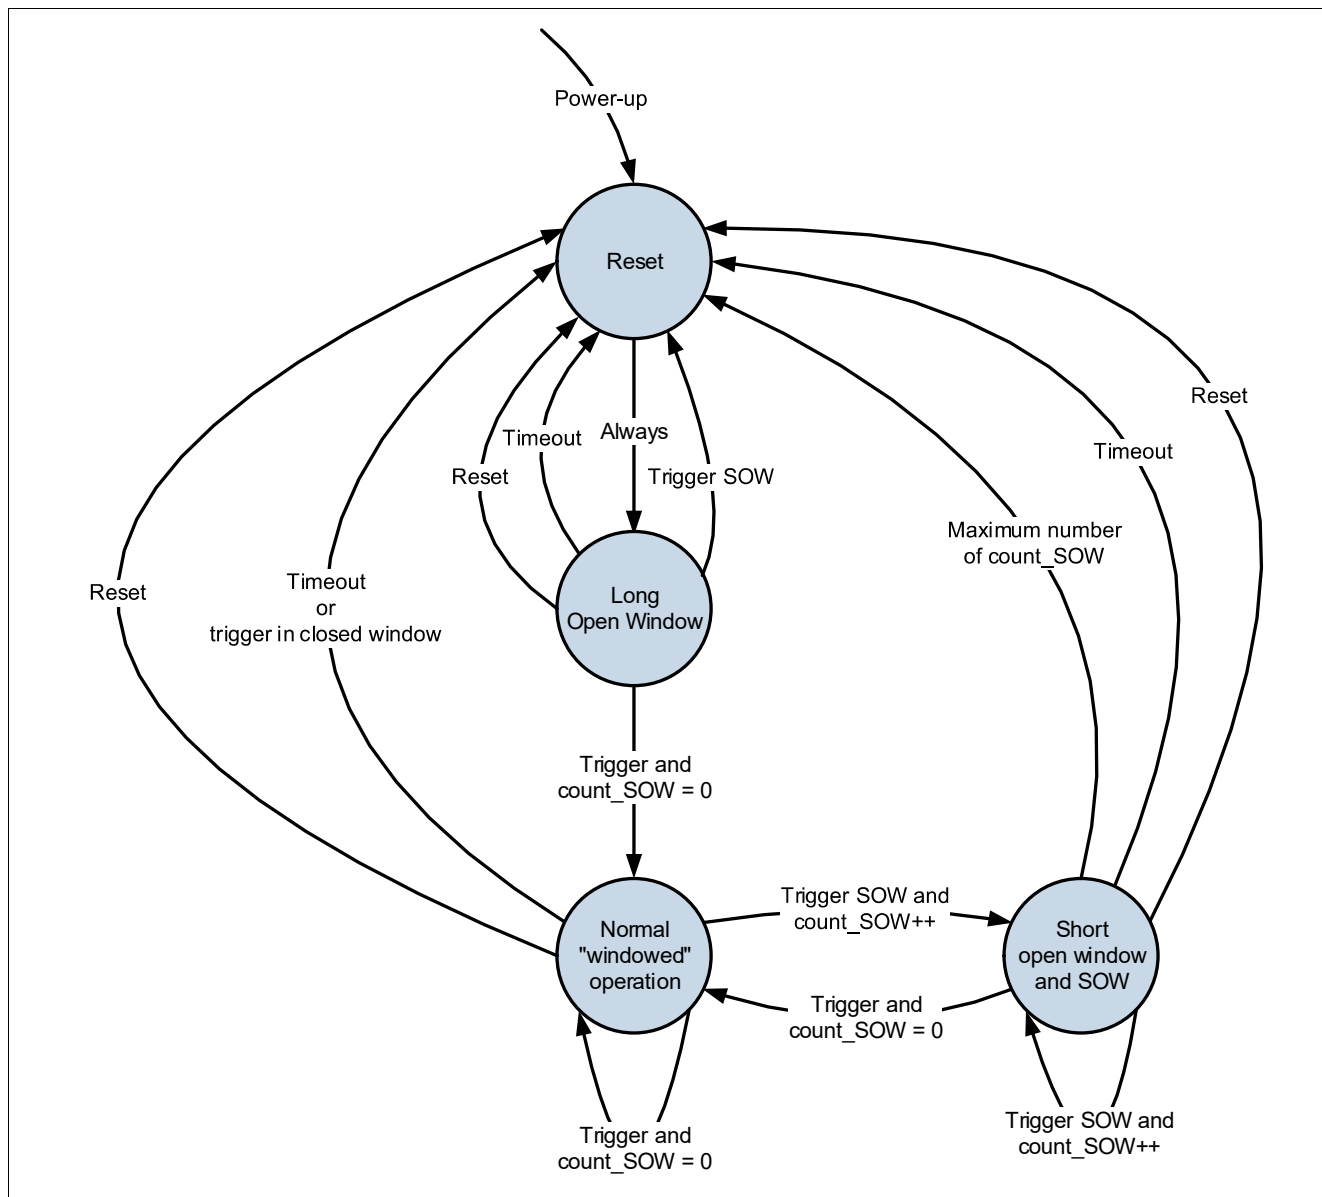 Power-up
Reset
Reset
Timeout
Always
Timeout
Reset
Trigger SOW
Maximum number
of count_SOW
Reset
Timeout
or
trigger in closed window
Long
Open Window
Trigger and
count_SOW = 0
Trigger SOW and
count_SOW++
Normal
"windowed"
operation
Short
open window
and SOW
Trigger and
count_SOW = 0
Trigger and
count_SOW = 0
Trigger SOW and
count_SOW++